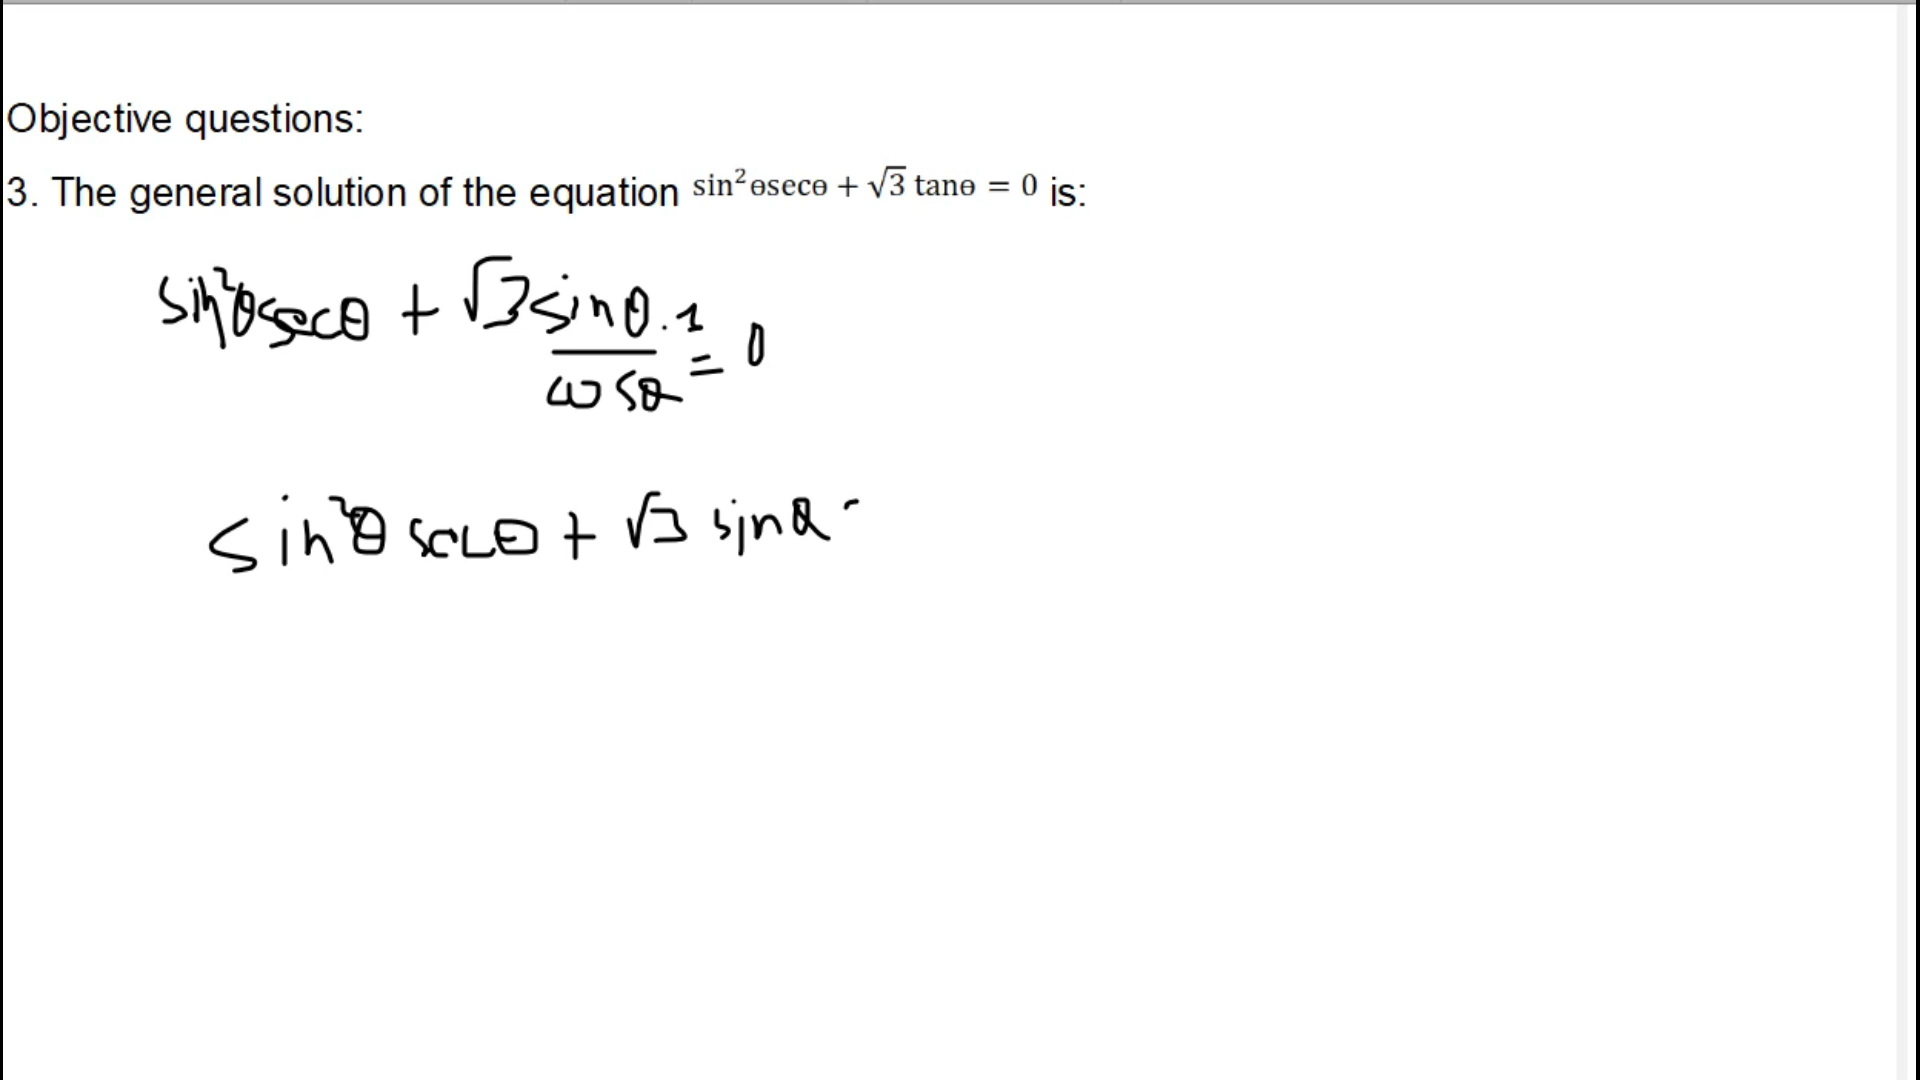 Objective questions:
3. The general solution of the equation sin²θsecθ + √3 tanθ = 0 is:
sin²θsecθ + √3 sinθ . 1 / cosθ = 0
sin²θ secθ + √3 sinθ -